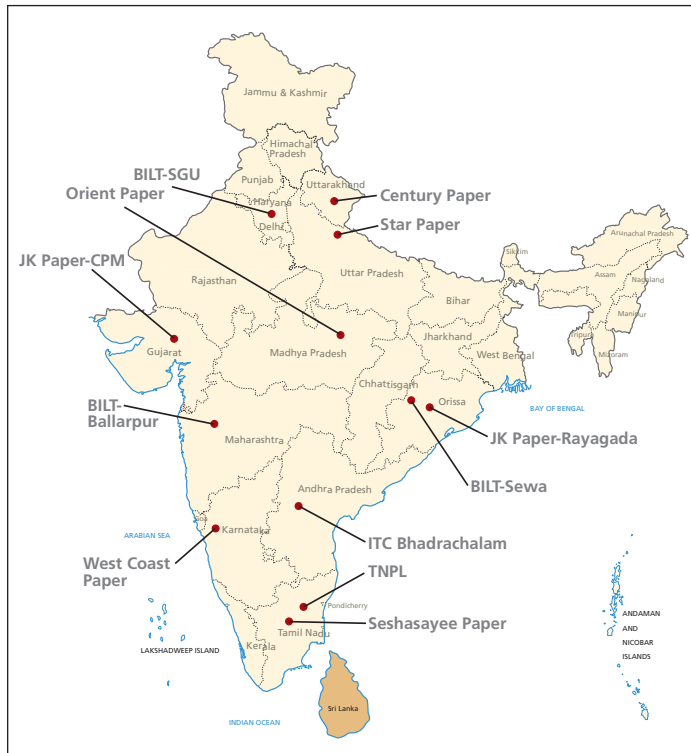 Jammu & Kashmir
Himachal
Pradesh
BILT-SGU
Punjab
Orient Paper
Uttarakhand
Century Paper
Haryana
Delhi
Star Paper
Arunachal Pradesh
Sikkim
JK Paper-CPM
Rajasthan
Uttar Pradesh
Assam
Nagaland
Bihar
Manipur
Gujarat
Madhya Pradesh
Jharkhand
West Bengal
Tripura
Mizoram
Chhattisgarh
Orissa
BILT-
Ballarpur
BAY OF BENGAL
Maharashtra
JK Paper-Rayagada
BILT-Sewa
Andhra Pradesh
Goa
ARABIAN SEA
Karnataka
ITC Bhadrachalam
West Coast
Paper
TNPL
Pondicherry
Seshasayee Paper
Tamil Nadu
Kerala
LAKSHADWEEP ISLAND
ANDAMAN
AND
NICOBAR
ISLANDS
Sri Lanka
INDIAN OCEAN